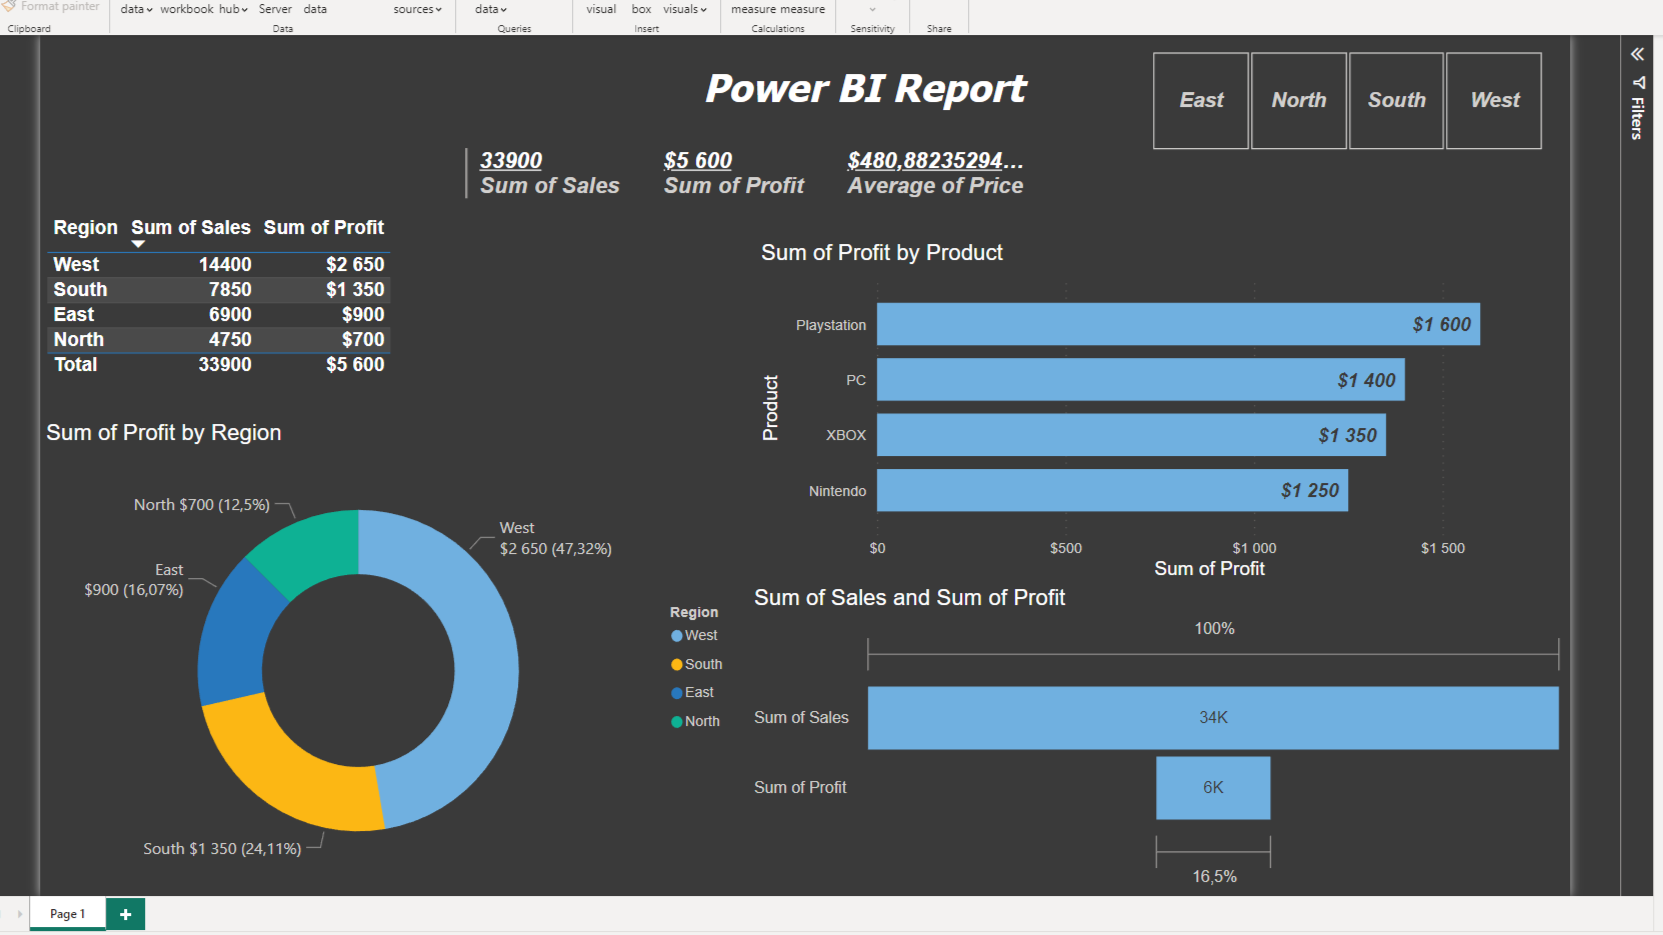 Format painter
data workbook hub Server data
sources
data
visual box visuals
measure measure
Clipboard
Data
Queries
Insert
Calculations
Sensitivity
Share
Power BI Report
East North South West
Filters
33900 $5 600 $480,88235294...
Sum of Sales Sum of Profit Average of Price
Region Sum of Sales Sum of Profit
West 14400 $2 650
South 7850 $1 350
East 6900 $900
North 4750 $700
Total 33900 $5 600
Sum of Profit by Product
Product
Playstation $1 600
PC $1 400
XBOX $1 350
Nintendo $1 250
$0 $500 $1 000 $1 500
Sum of Profit
Sum of Profit by Region
North $700 (12,5%)
West
$2 650 (47,32%)
East
$900 (16,07%)
South $1 350 (24,11%)
Region
West
South
East
North
Sum of Sales and Sum of Profit
100%
Sum of Sales 34K
Sum of Profit 6K
16,5%
Page 1